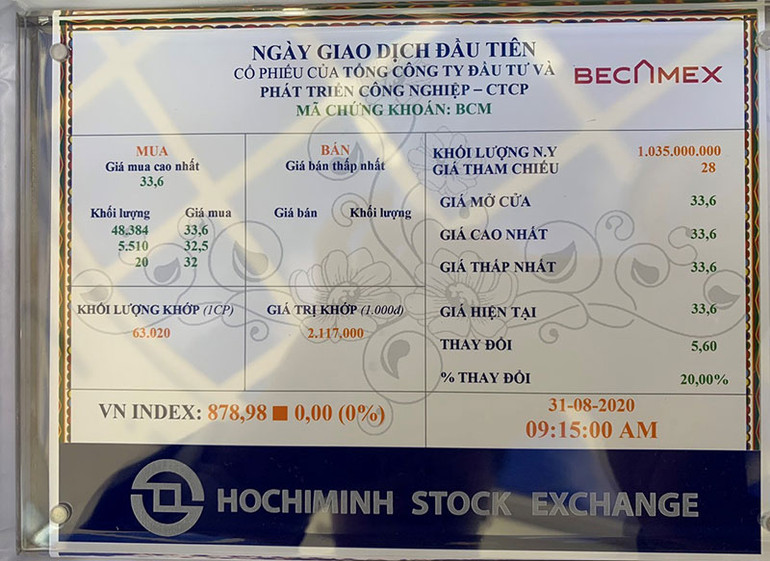 NGÀY GIAO DỊCH ĐẦU TIÊN
CỔ PHIẾU CỦA TỔNG CÔNG TY ĐẦU TƯ VÀ
PHÁT TRIỂN CÔNG NGHIỆP – CTCP
MÃ CHỨNG KHOÁN: BCM
BECAMEX
MUA
Giá mua cao nhất
33,6
Khối lượng Giá mua
48.384 33,6
5.510 32,5
20 32
BÁN
Giá bán thấp nhất
Giá bán Khối lượng
KHỐI LƯỢNG N.Y 1.035.000.000
GIÁ THAM CHIẾU 28
GIÁ MỞ CỬA 33,6
GIÁ CAO NHẤT 33,6
GIÁ THẤP NHẤT 33,6
KHỐI LƯỢNG KHỚP (1CP)
63.020
GIÁ TRỊ KHỚP (1.000đ)
2.117.000
GIÁ HIỆN TẠI 33,6
THAY ĐỔI 5,60
% THAY ĐỔI 20,00%
VN INDEX: 878,98 0,00 (0%)
31-08-2020
09:15:00 AM
HOCHIMINH STOCK EXCHANGE